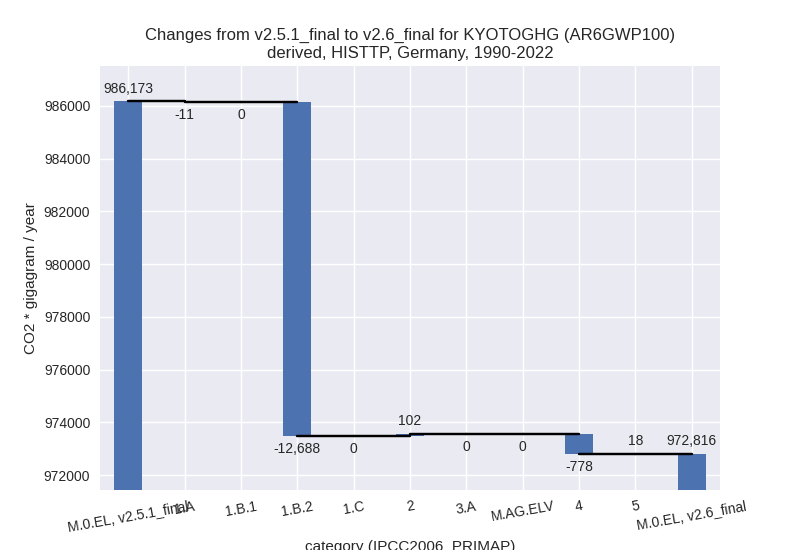 Changes from v2.5.1_final to v2.6_final for KYOTOGHG (AR6GWP100)
derived, HISTTP, Germany, 1990-2022
CO2 * gigagram / year
986000
984000
982000
980000
978000
976000
974000
972000
986,173
-11
0
-12,688
0
102
0
0
-778
18
972,816
M.0.EL, v2.5.1_final
1.A
1.B.1
1.B.2
1.C
2
3.A
M.AG.ELV
4
5
M.0.EL, v2.6_final
category (IPCC2006_PRIMAP)